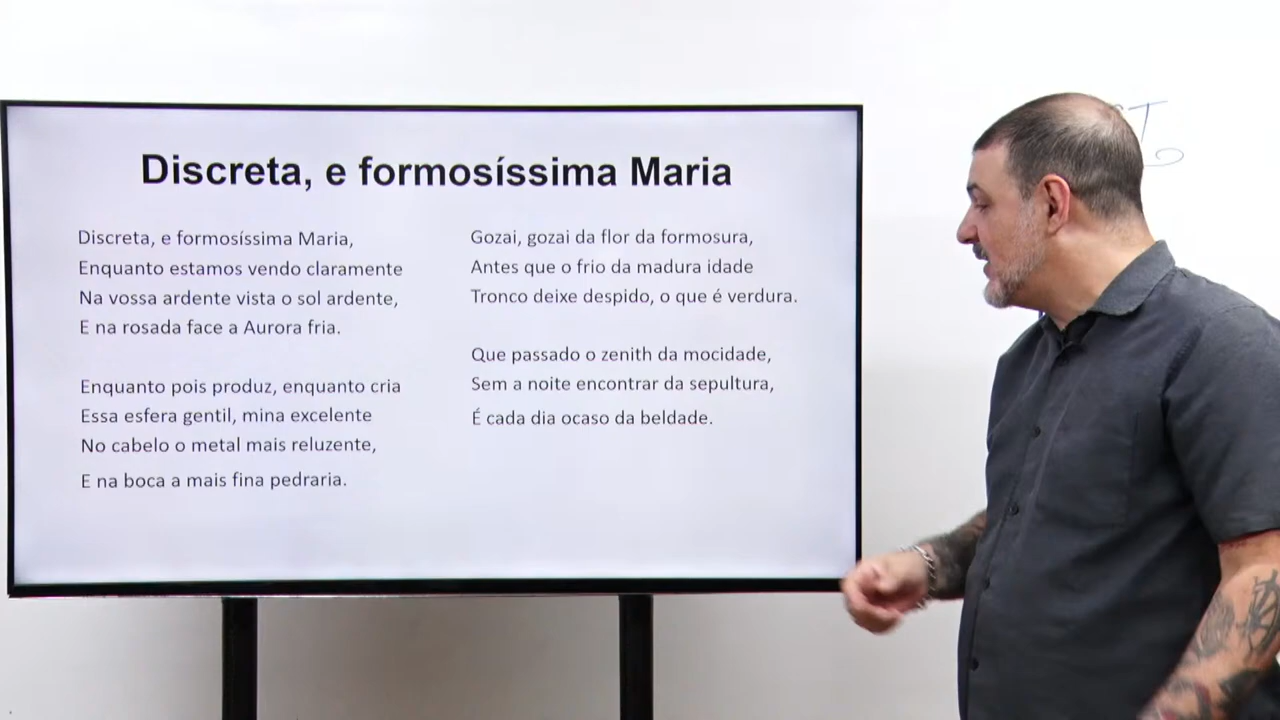 Discreta, e formosíssima Maria
Discreta, e formosíssima Maria,
Enquanto estamos vendo claramente
Na vossa ardente vista o sol ardente,
E na rosada face a Aurora fria.
Enquanto pois produz, enquanto cria
Essa esfera gentil, mina excelente
No cabelo o metal mais reluzente,
E na boca a mais fina pedraria.
Gozai, gozai da flor da formosura,
Antes que o frio da madura idade
Tronco deixe despido, o que é verdura.
Que passado o zenith da mocidade,
Sem a noite encontrar da sepultura,
É cada dia ocaso da beldade.